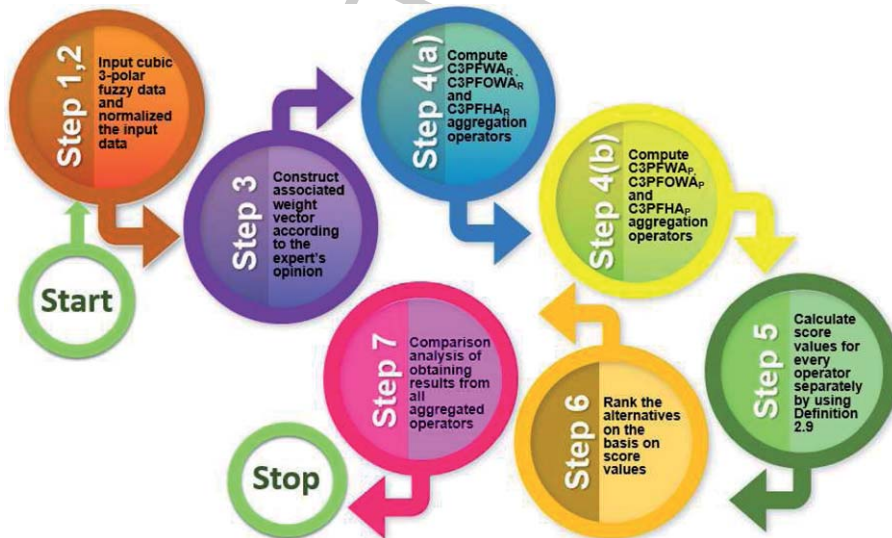 Start
Step 1,2
Input cubic
3-polar
fuzzy data
and
normalized
the input
data
Step 3
Construct
associated
weight
vector
according
to the
expert's
opinion
Step 4(a)
Compute
C3PFWAR,
C3PFOWAR
and
C3PFHAR
aggregation
operators
Step 4(b)
Compute
C3PFWAP,
C3PFOWAP
and
C3PFHAP
aggregation
operators
Step 5
Calculate
score
values for
every
operator
separately
by using
Definition
2.9
Step 6
Rank the
alternatives
on the
basis on
score
values
Step 7
Comparison
analysis of
obtaining
results from
all
aggregated
operators
Stop